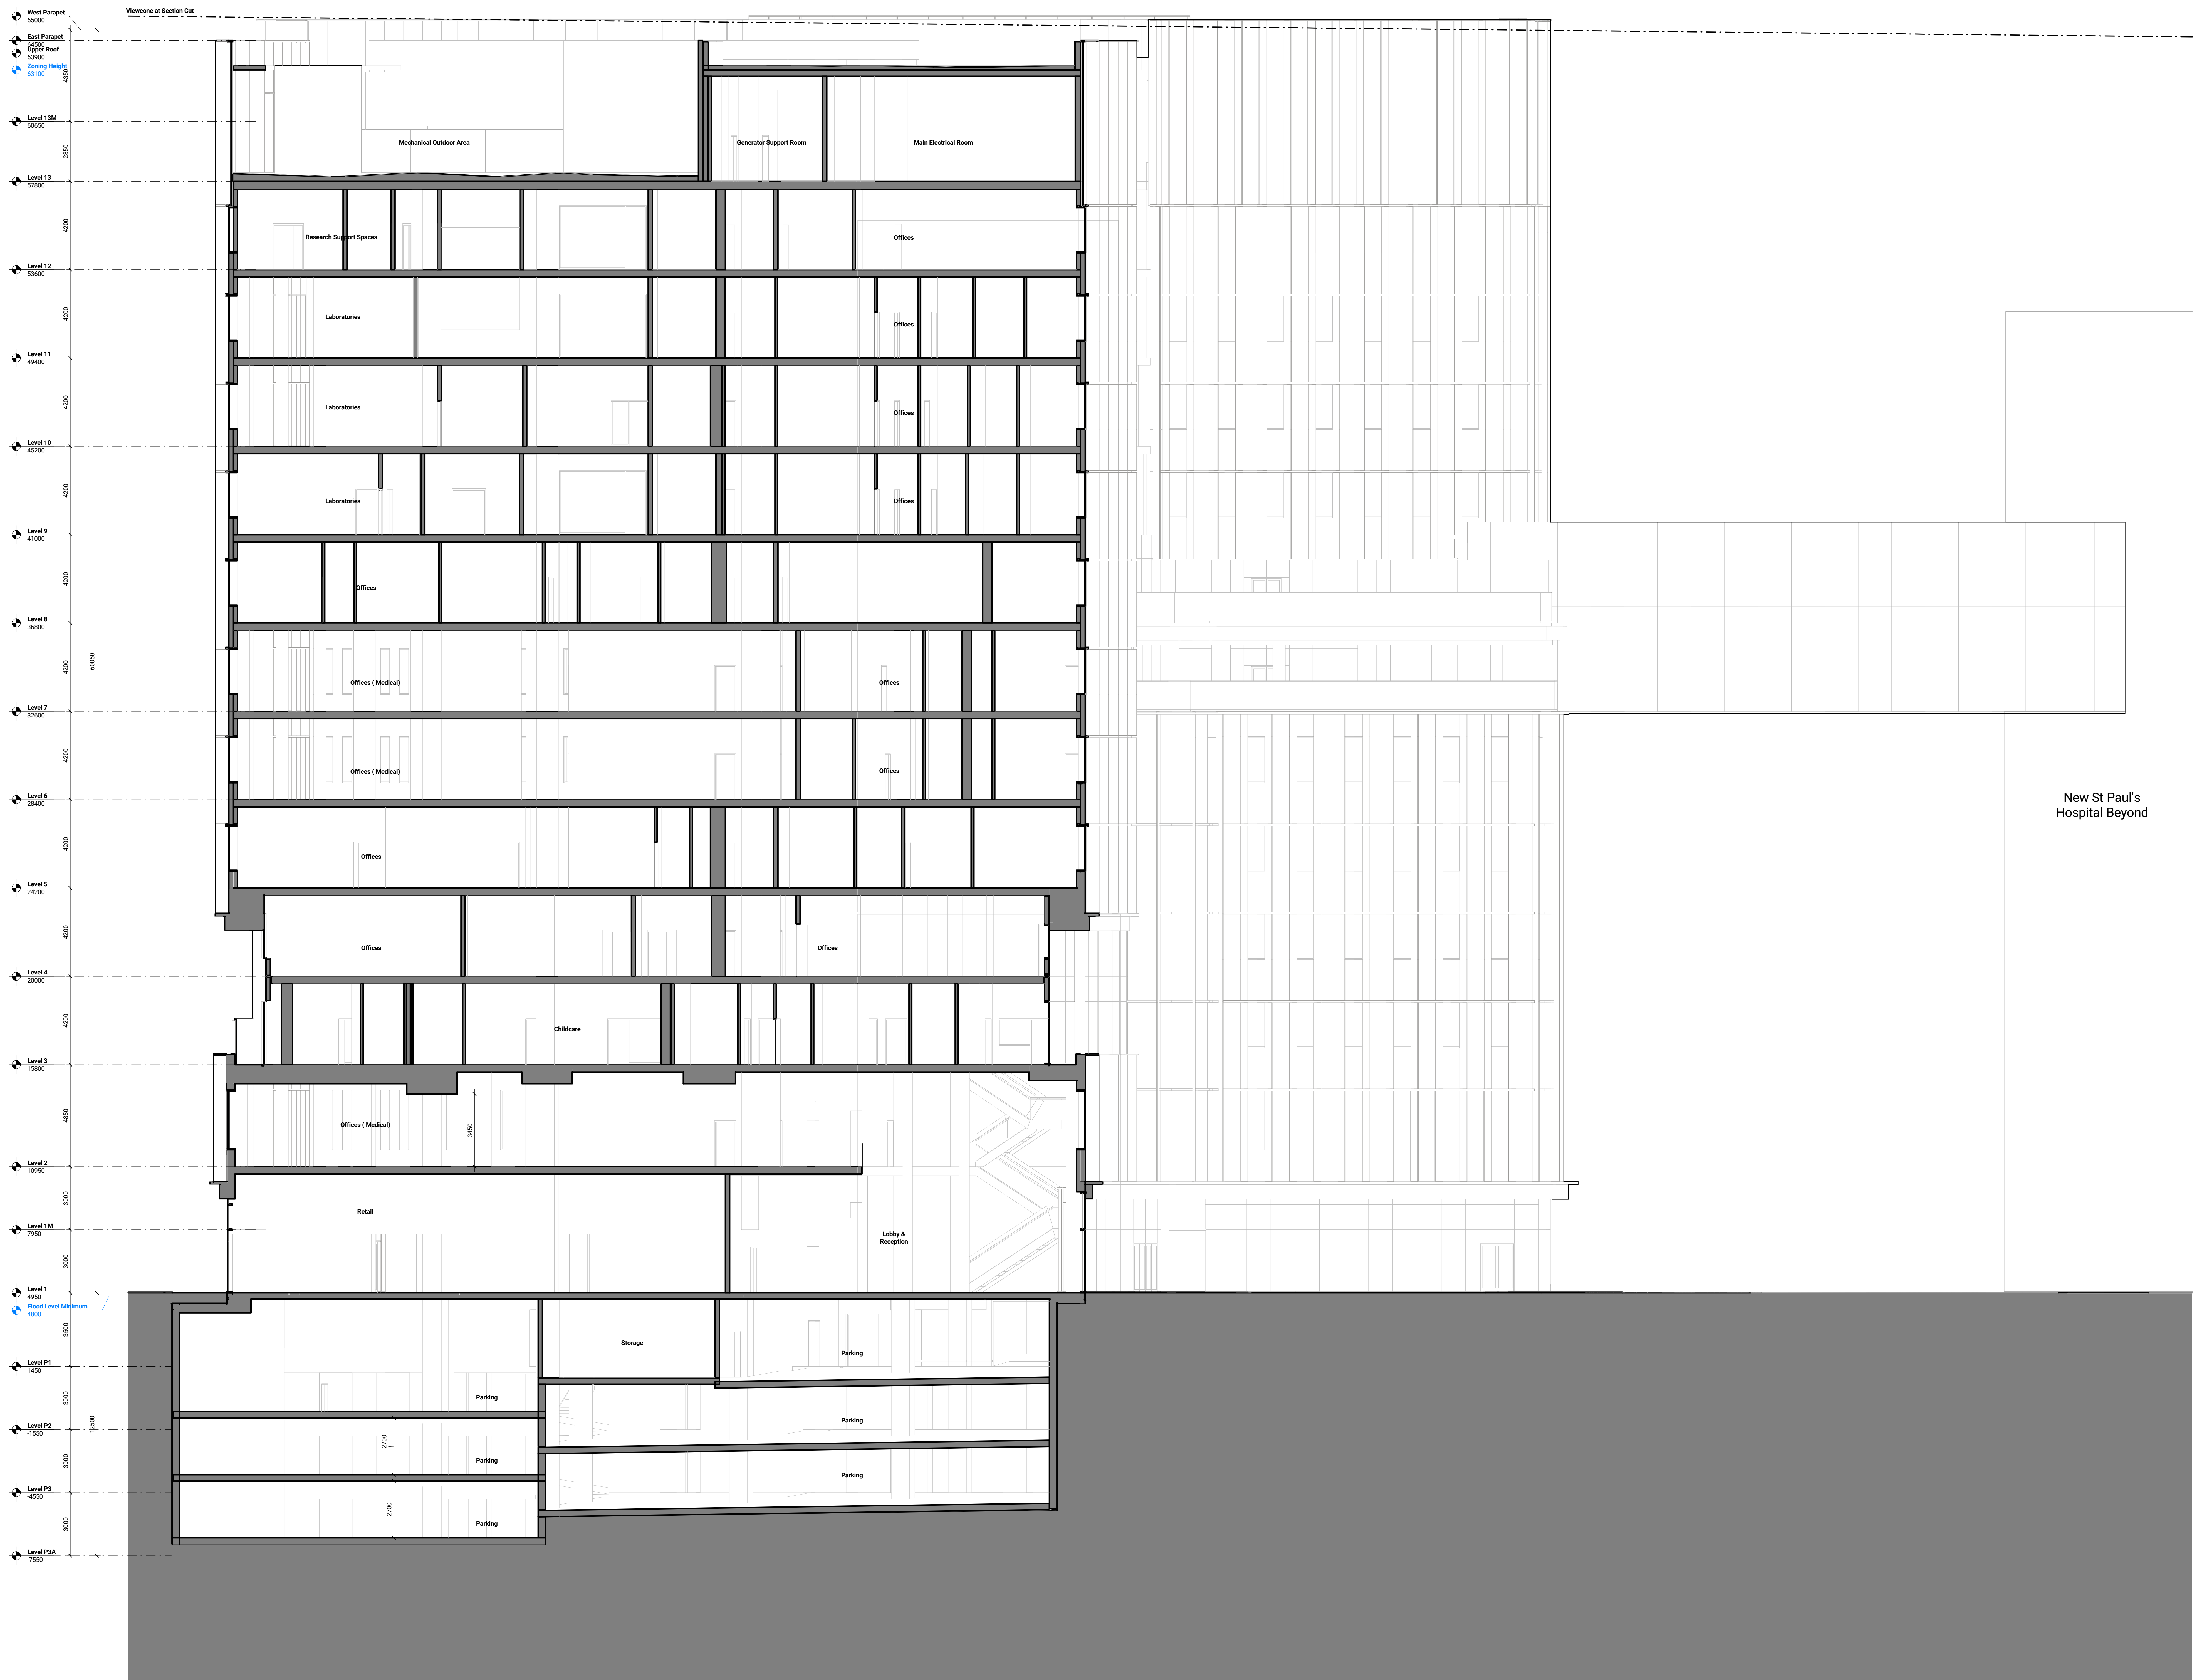 Viewcone at Section Cut
West Parapet
65000
East Parapet
64500
Upper Roof
63900
Zoning Height
63100
4350
Level 13M
60650
Mechanical Outdoor Area
Generator Support Room
Main Electrical Room
2850
Level 13
57800
4200
Research Support Spaces
Offices
Level 12
53600
4200
Laboratories
Offices
Level 11
49400
4200
Laboratories
Offices
Level 10
45200
4200
Laboratories
Offices
Level 9
41000
4200
Offices
Level 8
36800
60050
4200
Offices ( Medical)
Offices
Level 7
32600
4200
Offices ( Medical)
Offices
Level 6
28400
New St Paul's
Hospital Beyond
4200
Offices
Level 5
24200
4200
Offices
Offices
Level 4
20000
4200
Childcare
Level 3
15800
4850
Offices ( Medical)
3450
Level 2
10950
3000
Retail
Level 1M
7950
Lobby &
Reception
3000
Level 1
4950
Flood Level Minimum
4800
3500
Storage
Parking
Level P1
1450
3000
Parking
12500
Parking
Level P2
-1550
2700
3000
Parking
Parking
Level P3
-4550
2700
3000
Parking
Level P3A
-7550